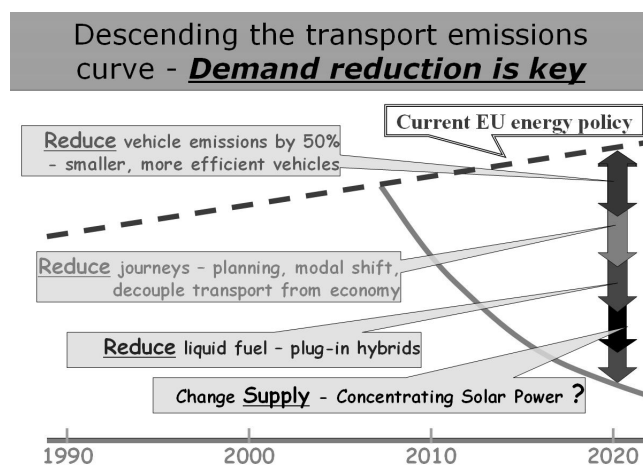 Descending the transport emissions
curve - Demand reduction is key
Current EU energy policy
Reduce vehicle emissions by 50%
- smaller, more efficient vehicles
Reduce journeys – planning, modal shift,
decouple transport from economy
Reduce liquid fuel – plug-in hybrids
Change Supply - Concentrating Solar Power ?
1990 2000 2010 2020